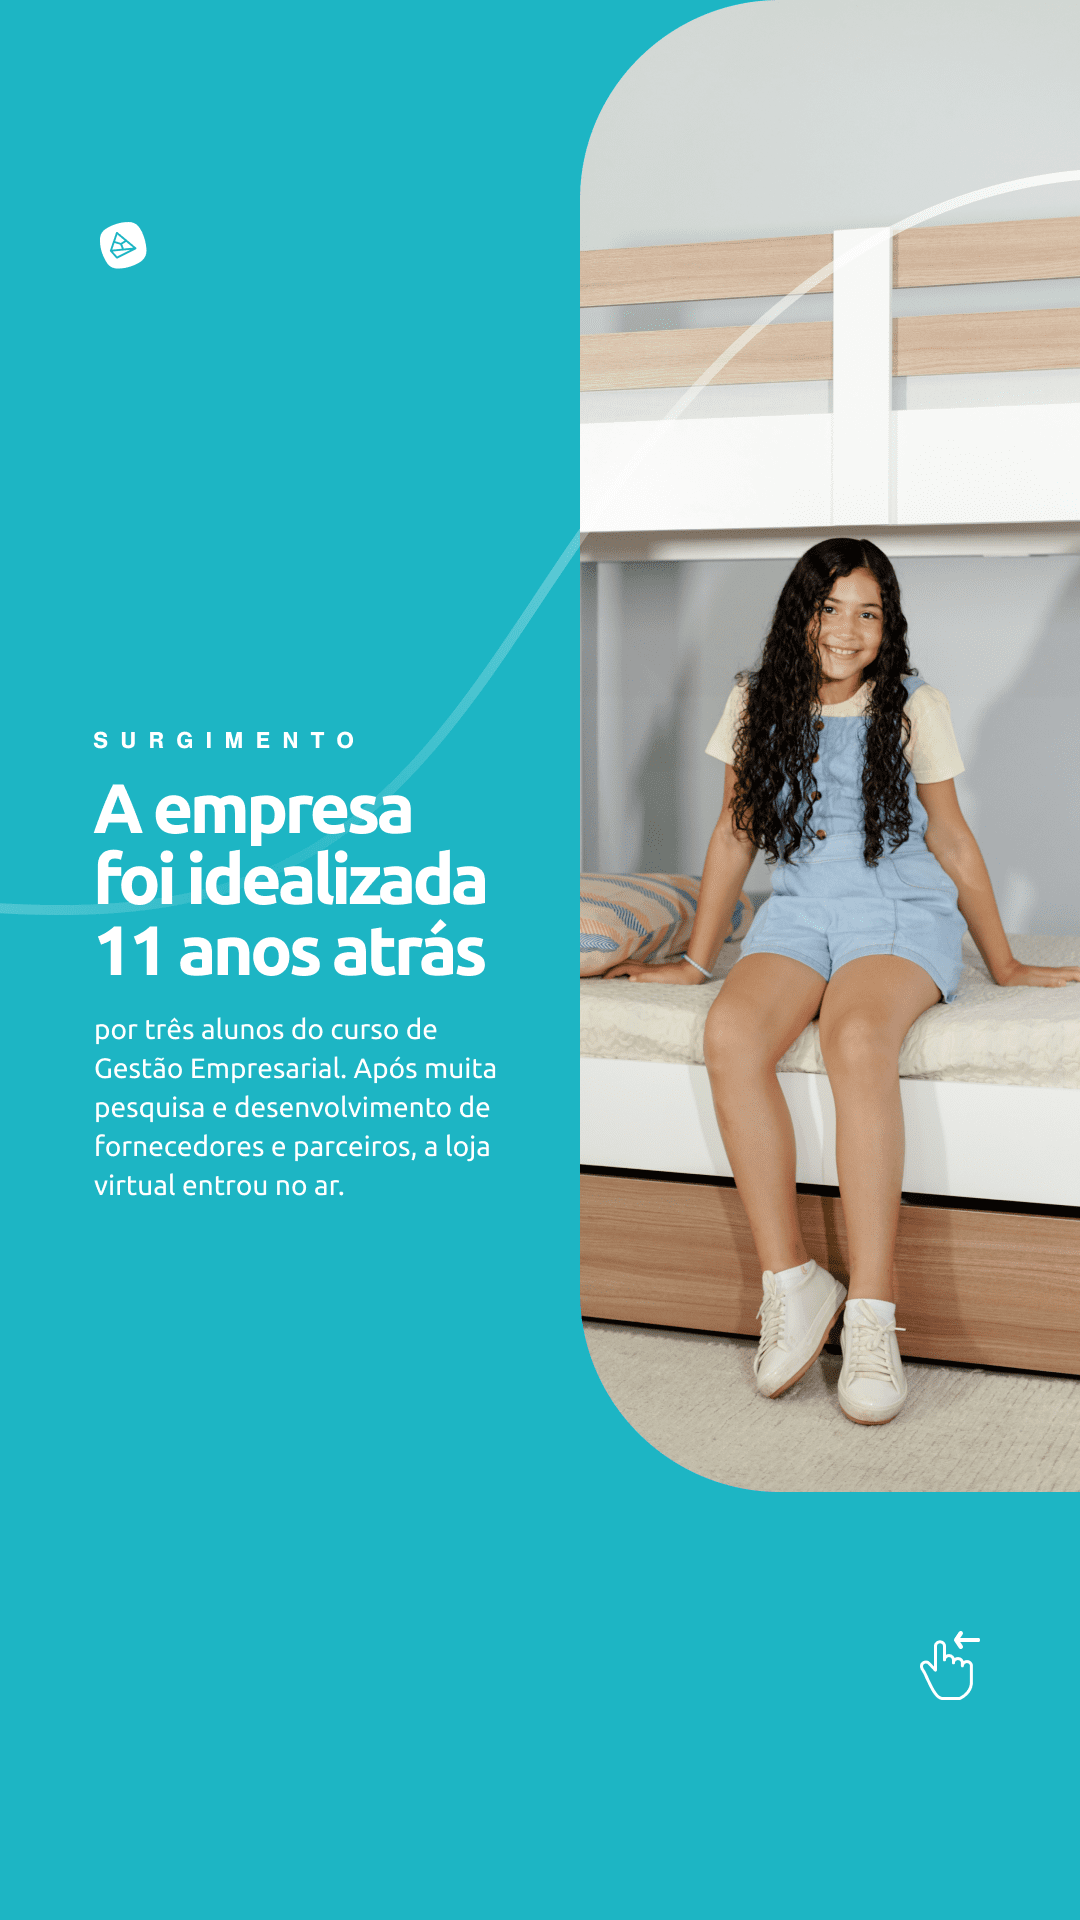 SURGIMENTO
A empresa
foi idealizada
11 anos atrás
por três alunos do curso de
Gestão Empresarial. Após muita
pesquisa e desenvolvimento de
fornecedores e parceiros, a loja
virtual entrou no ar.